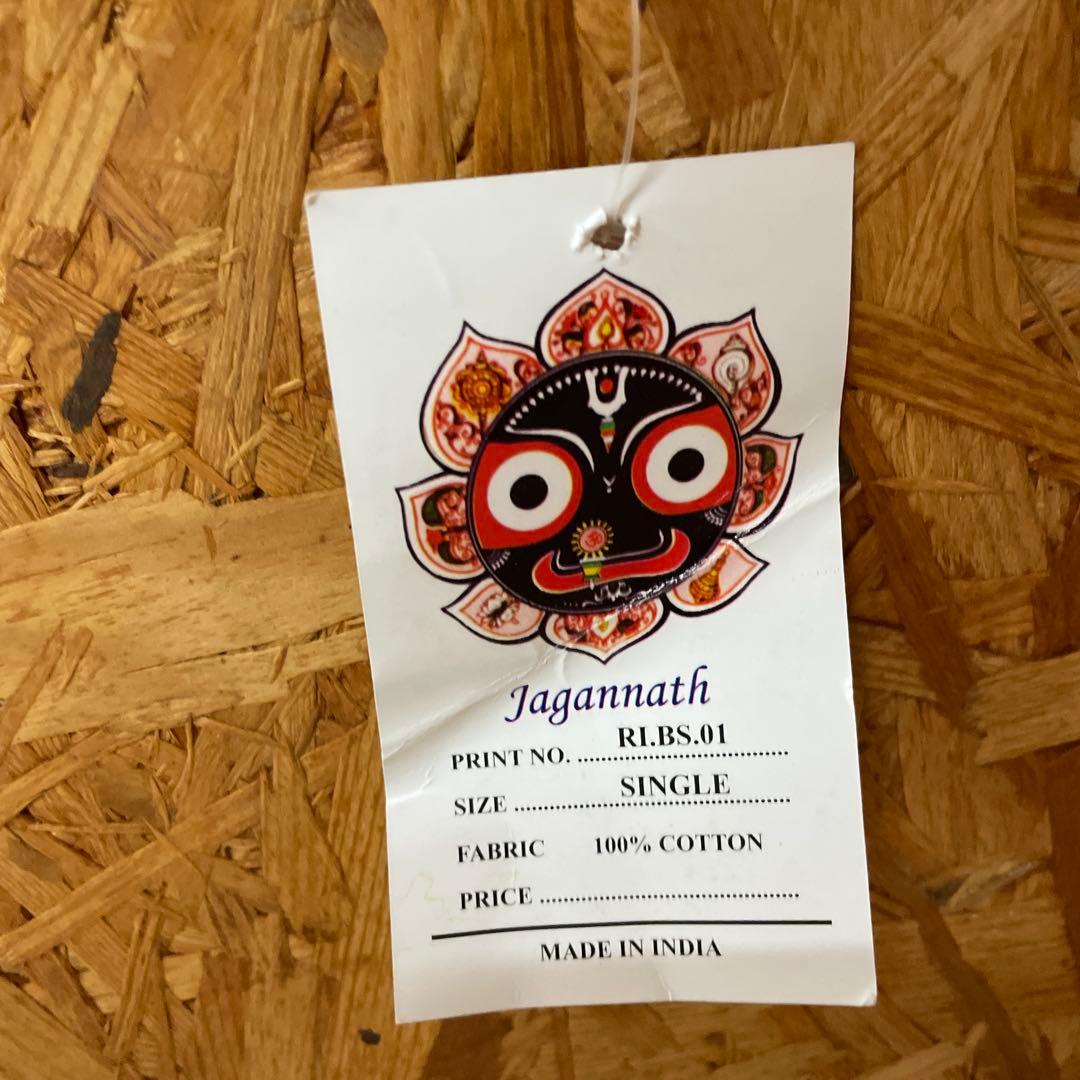 Jagannath
PRINT NO. ........................ RI.BS.01
SIZE ........................ SINGLE
FABRIC 100% COTTON
PRICE ........................
MADE IN INDIA